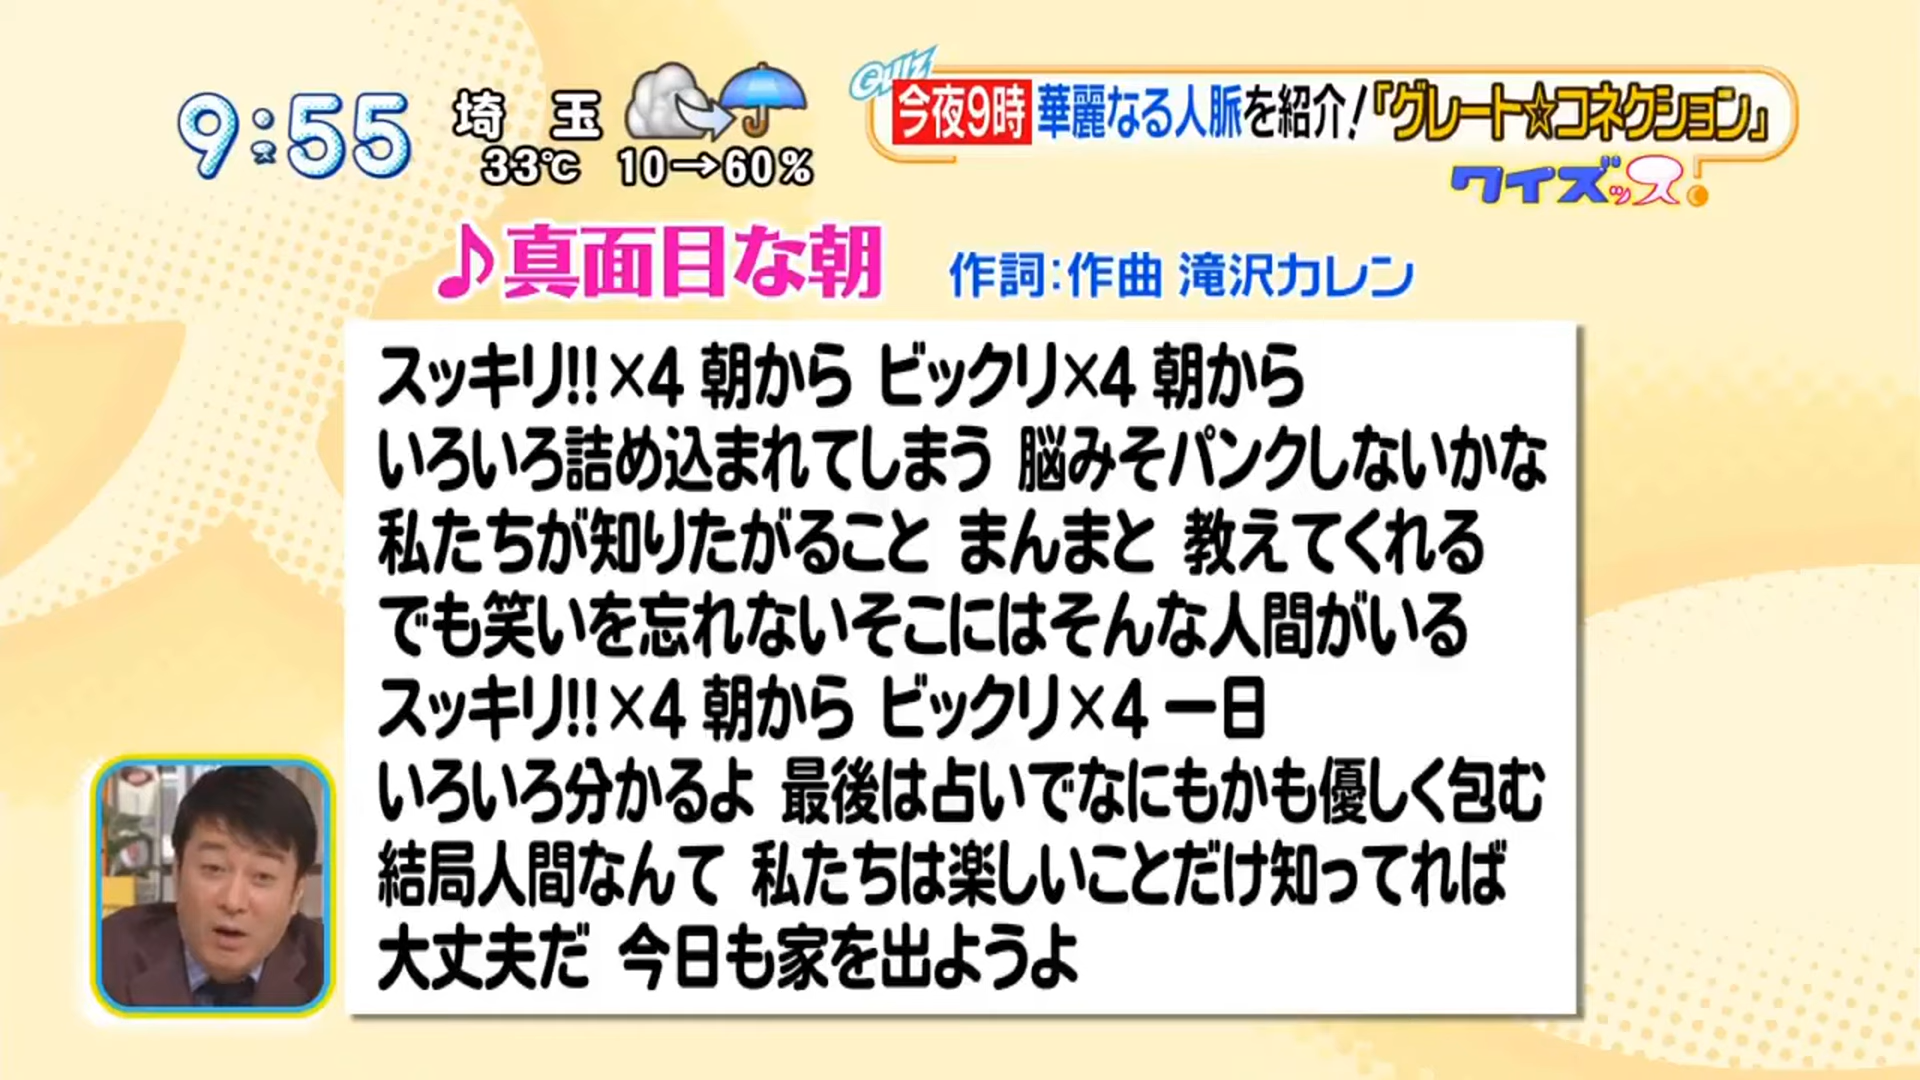 9:55
埼 玉
33℃ 10→60%
QUIZ
今夜9時 華麗なる人脈を紹介!「グレート☆コネクション」
クイズッス!
♪真面目な朝 作詞:作曲 滝沢カレン
スッキリ!!×4 朝から ビックリ×4 朝から
いろいろ詰め込まれてしまう 脳みそパンクしないかな
私たちが知りたがること まんまと 教えてくれる
でも笑いを忘れないそこにはそんな人間がいる
スッキリ!!×4 朝から ビックリ×4 一日
いろいろ分かるよ 最後は占いでなにもかも優しく包む
結局人間なんて 私たちは楽しいことだけ知ってれば
大丈夫だ 今日も家を出ようよ